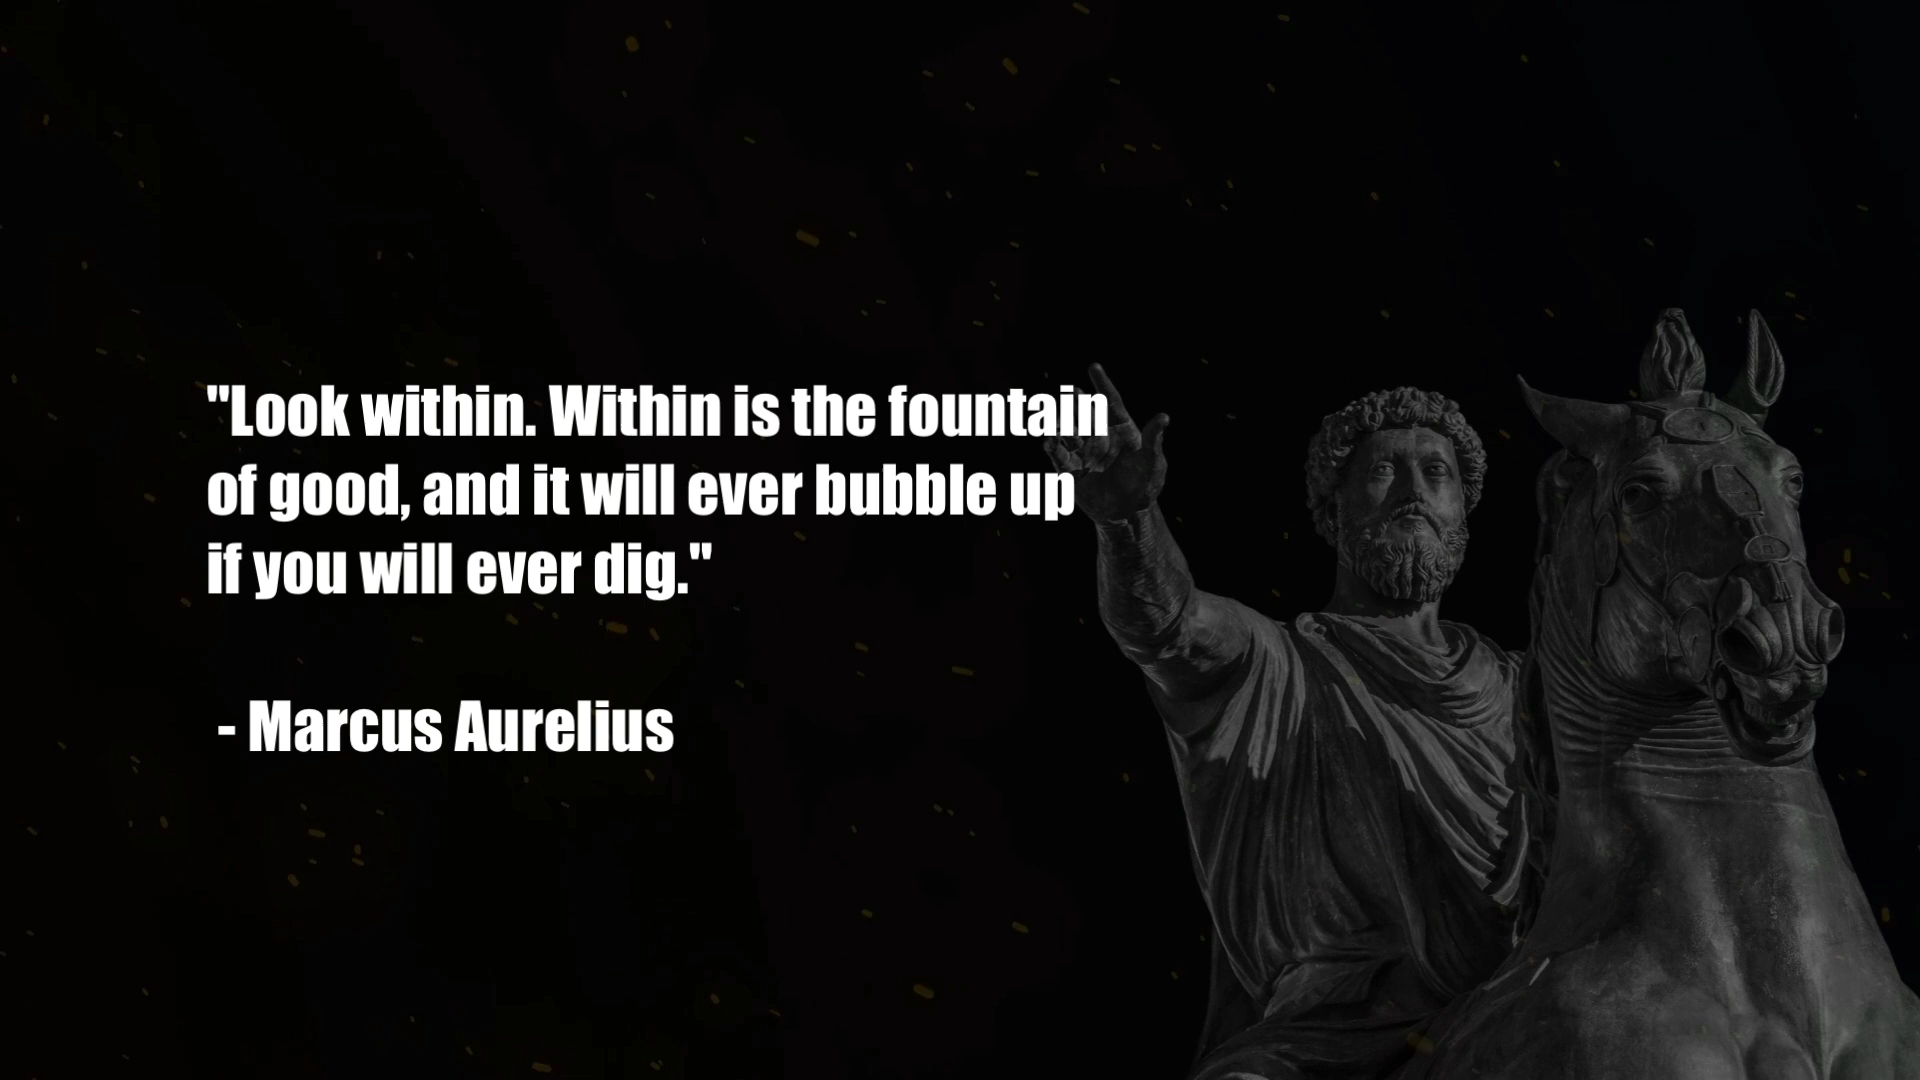 "Look within. Within is the fountain
of good, and it will ever bubble up
if you will ever dig."
- Marcus Aurelius